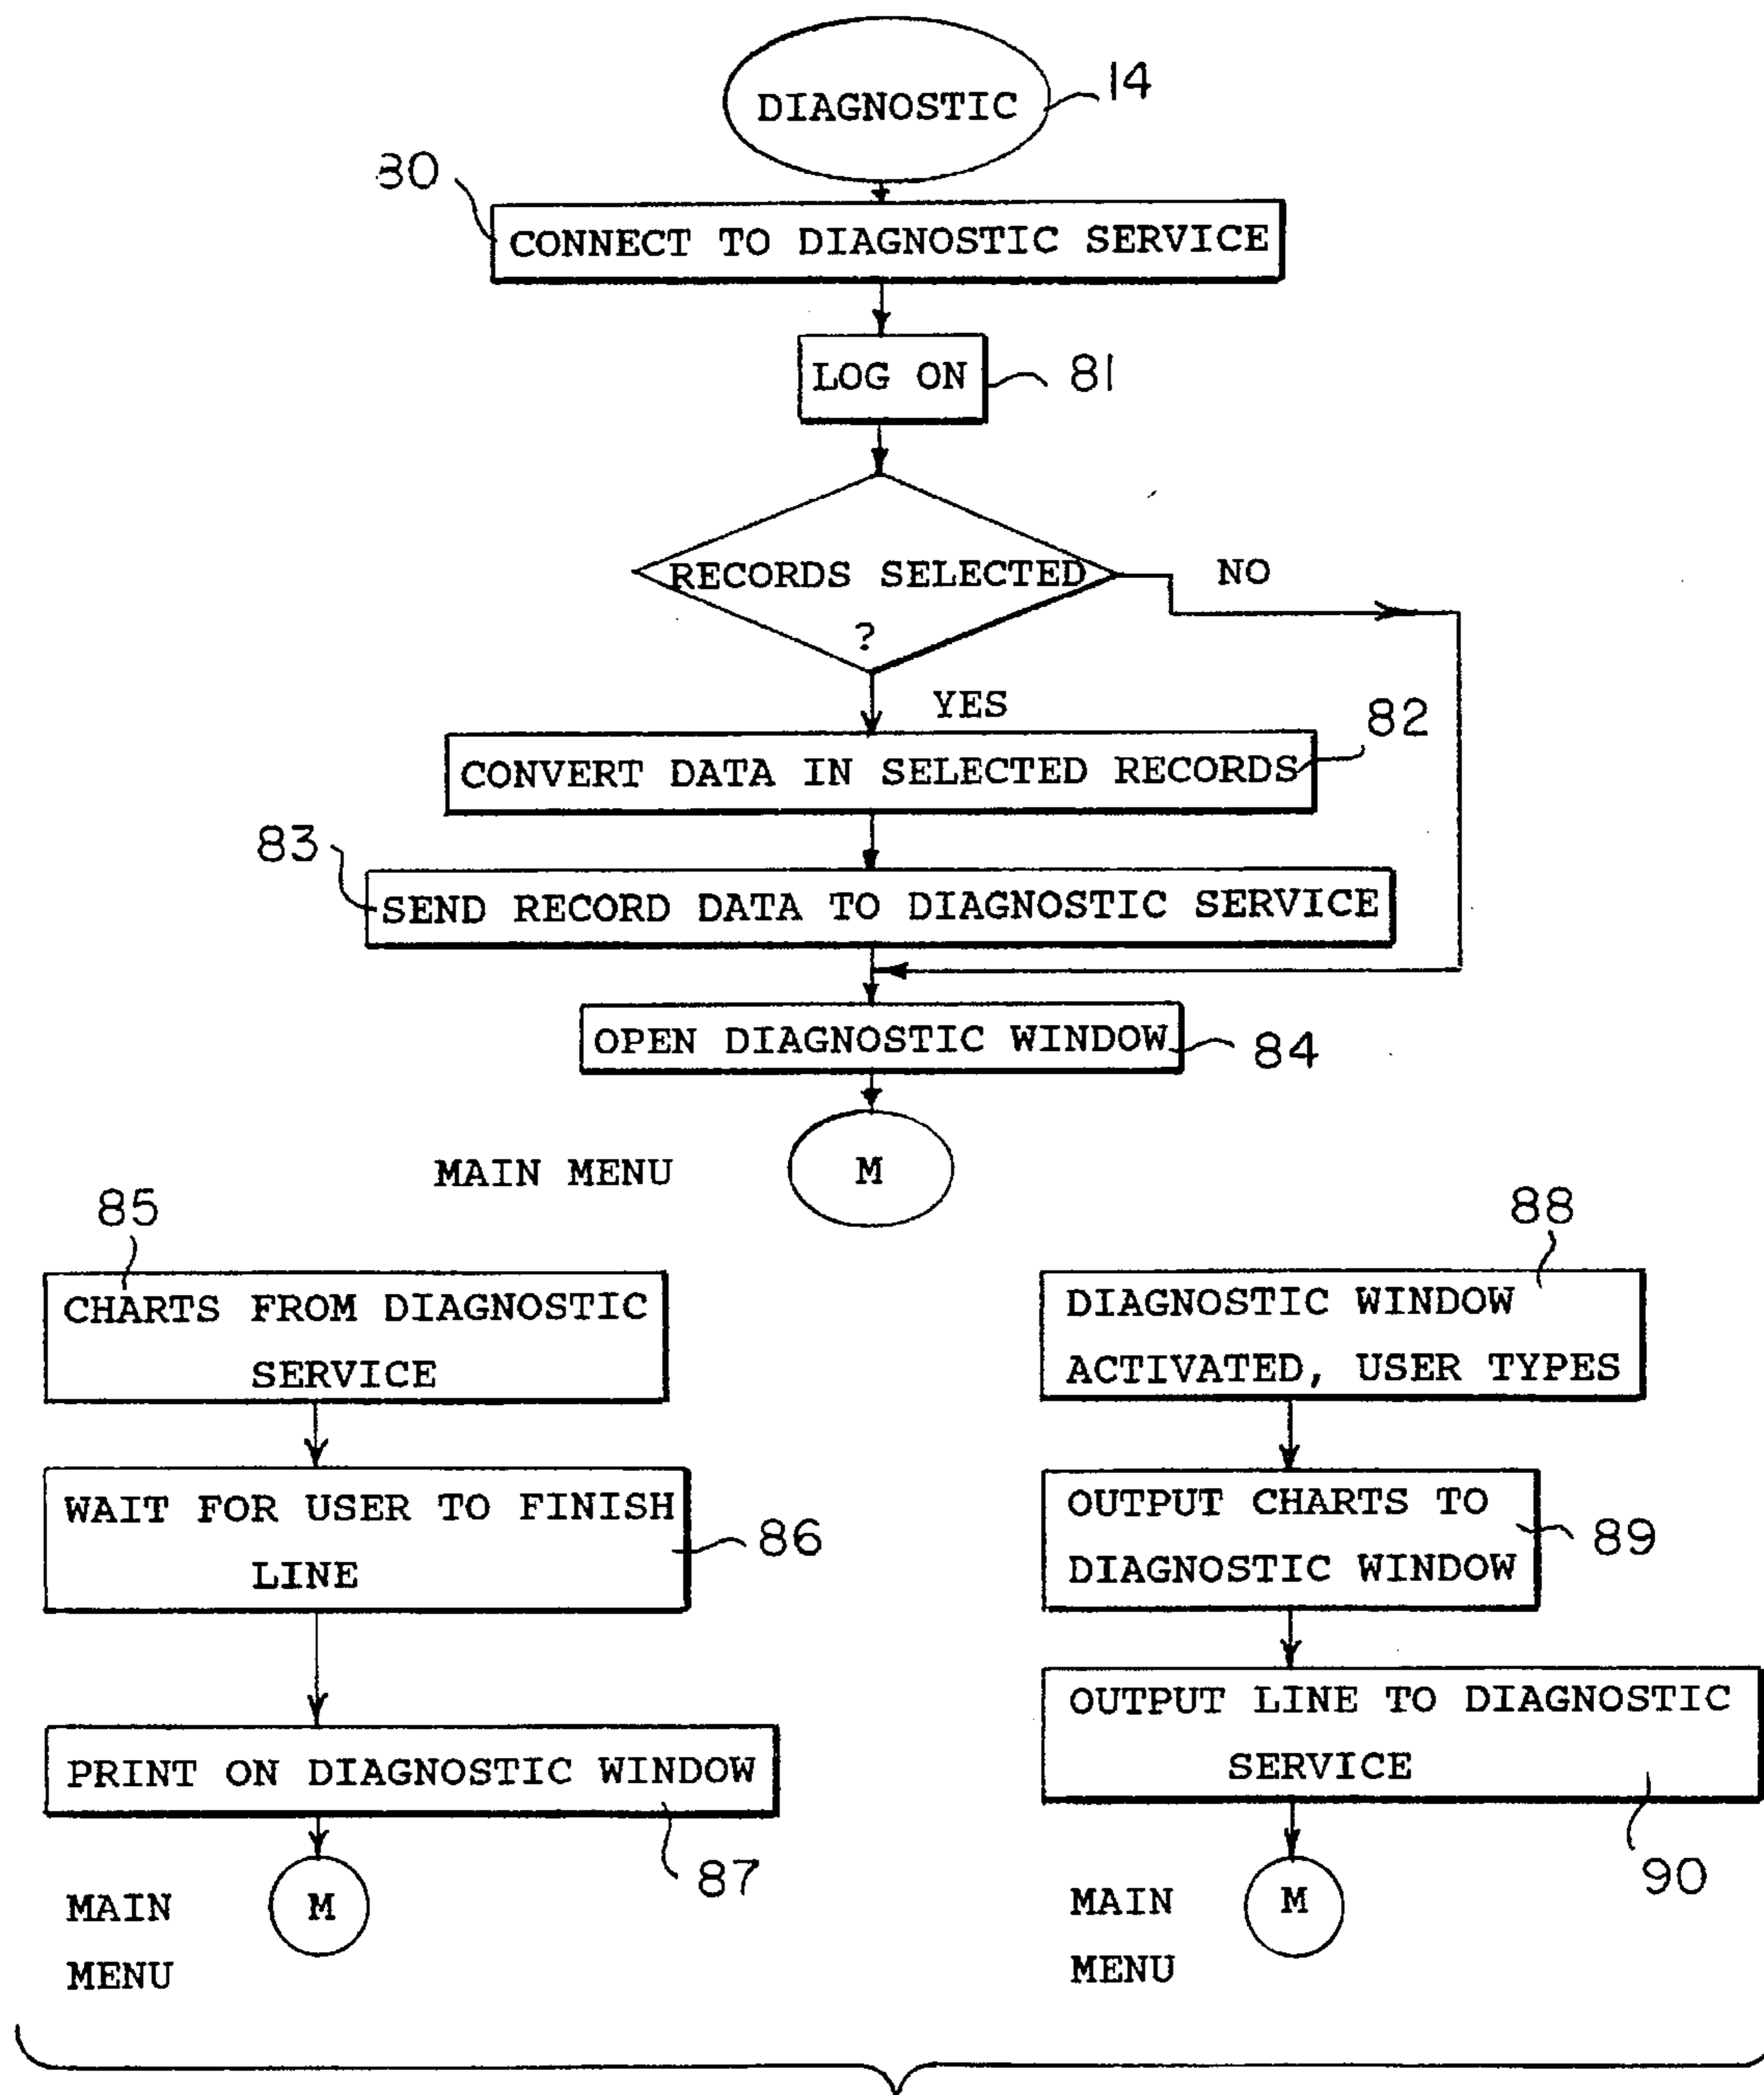 DIAGNOSTIC
14
80
CONNECT TO DIAGNOSTIC SERVICE
LOG ON
81
RECORDS SELECTED
?
NO
YES
82
CONVERT DATA IN SELECTED RECORDS
83
SEND RECORD DATA TO DIAGNOSTIC SERVICE
OPEN DIAGNOSTIC WINDOW
84
MAIN MENU
M
85
CHARTS FROM DIAGNOSTIC
SERVICE
WAIT FOR USER TO FINISH
LINE
86
PRINT ON DIAGNOSTIC WINDOW
87
MAIN
MENU
M
88
DIAGNOSTIC WINDOW
ACTIVATED, USER TYPES
OUTPUT CHARTS TO
DIAGNOSTIC WINDOW
89
OUTPUT LINE TO DIAGNOSTIC
SERVICE
90
MAIN
MENU
M